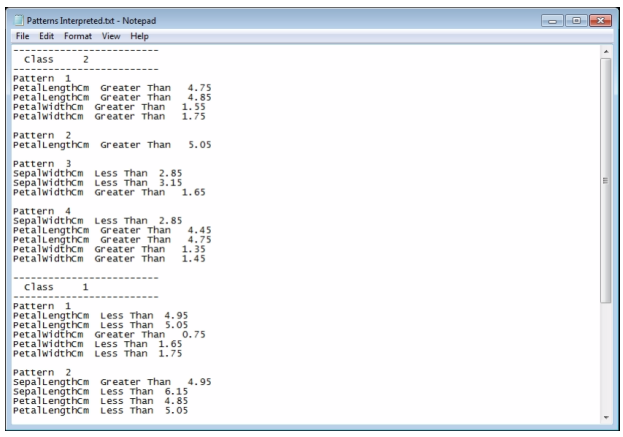 Patterns Interpreted.txt - Notepad
File Edit Format View Help
--------------------------
Class 2
--------------------------
Pattern 1
PetalLengthCm Greater Than 4.75
PetalLengthCm Greater Than 4.85
PetalWidthCm Greater Than 1.55
PetalWidthCm Greater Than 1.75
Pattern 2
PetalLengthCm Greater Than 5.05
Pattern 3
SepalWidthCm Less Than 2.85
SepalWidthCm Less Than 3.15
PetalWidthCm Greater Than 1.65
Pattern 4
SepalWidthCm Less Than 2.85
PetalLengthCm Greater Than 4.45
PetalLengthCm Greater Than 4.75
PetalWidthCm Greater Than 1.35
PetalWidthCm Greater Than 1.45
--------------------------
Class 1
--------------------------
Pattern 1
PetalLengthCm Less Than 4.95
PetalLengthCm Less Than 5.05
PetalWidthCm Greater Than 0.75
PetalWidthCm Less Than 1.65
PetalWidthCm Less Than 1.75
Pattern 2
SepalLengthCm Greater Than 4.95
SepalLengthCm Less Than 6.15
PetalLengthCm Less Than 4.85
PetalLengthCm Less Than 5.05